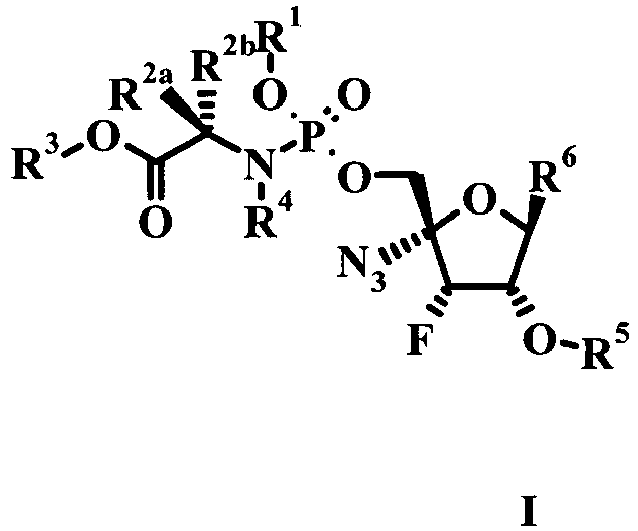 R¹
R²ᵃ R²ᵇ
O O
R³ O P
N O O R⁶
O R⁴
N₃
F O R⁵
I